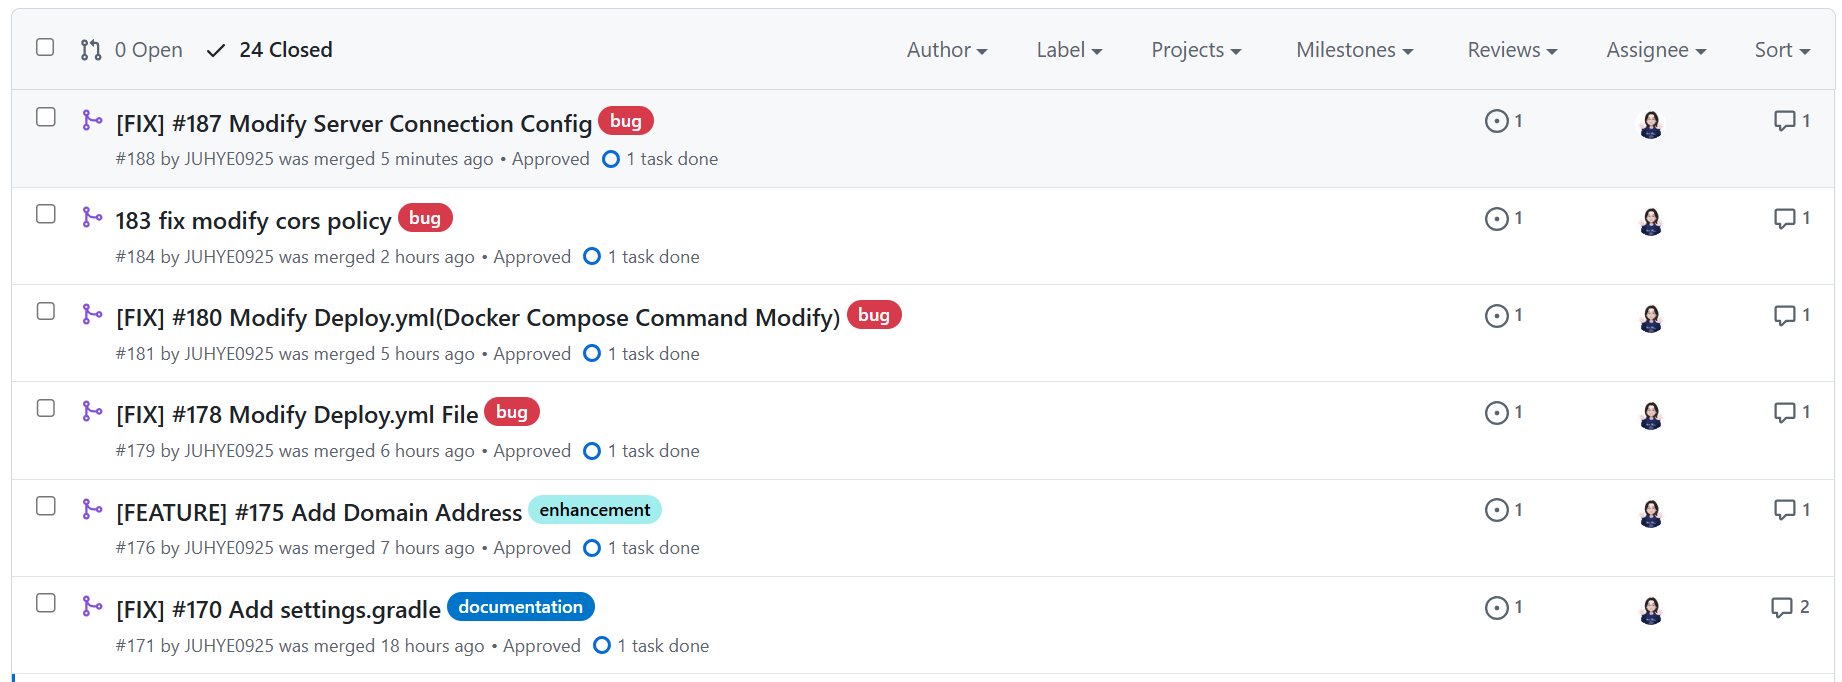 0 Open 24 Closed Author Label Projects Milestones Reviews Assignee Sort
[FIX] #187 Modify Server Connection Config bug 1 1
#188 by JUHYE0925 was merged 5 minutes ago • Approved 1 task done
183 fix modify cors policy bug 1 1
#184 by JUHYE0925 was merged 2 hours ago • Approved 1 task done
[FIX] #180 Modify Deploy.yml(Docker Compose Command Modify) bug 1 1
#181 by JUHYE0925 was merged 5 hours ago • Approved 1 task done
[FIX] #178 Modify Deploy.yml File bug 1 1
#179 by JUHYE0925 was merged 6 hours ago • Approved 1 task done
[FEATURE] #175 Add Domain Address enhancement 1 1
#176 by JUHYE0925 was merged 7 hours ago • Approved 1 task done
[FIX] #170 Add settings.gradle documentation 1 2
#171 by JUHYE0925 was merged 18 hours ago • Approved 1 task done